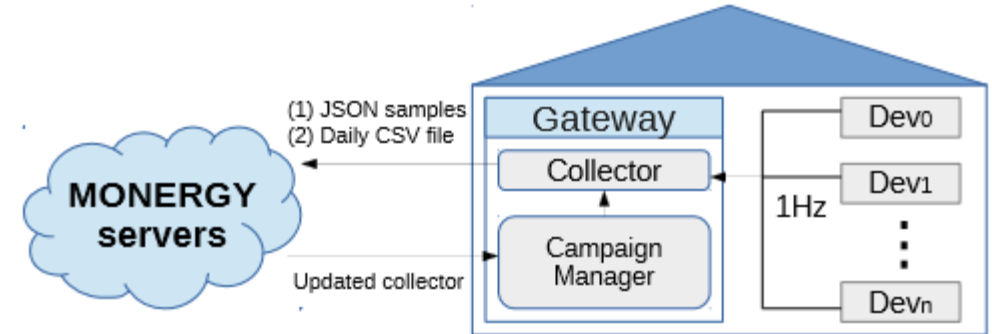 (1) JSON samples
(2) Daily CSV file
MONERGY
servers
Updated collector
Gateway
Collector
Campaign
Manager
1Hz
Dev0
Dev1
Devn